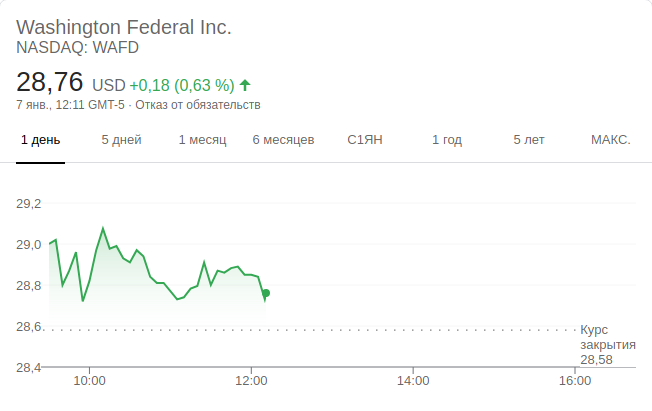 Washington Federal Inc.
NASDAQ: WAFD
28,76 USD +0,18 (0,63 %)
7 янв., 12:11 GMT-5 · Отказ от обязательств
1 день 5 дней 1 месяц 6 месяцев С1ЯН 1 год 5 лет МАКС.
29,2
29,0
28,8
28,6
Курс
закрытия
28,58
28,4
10:00 12:00 14:00 16:00